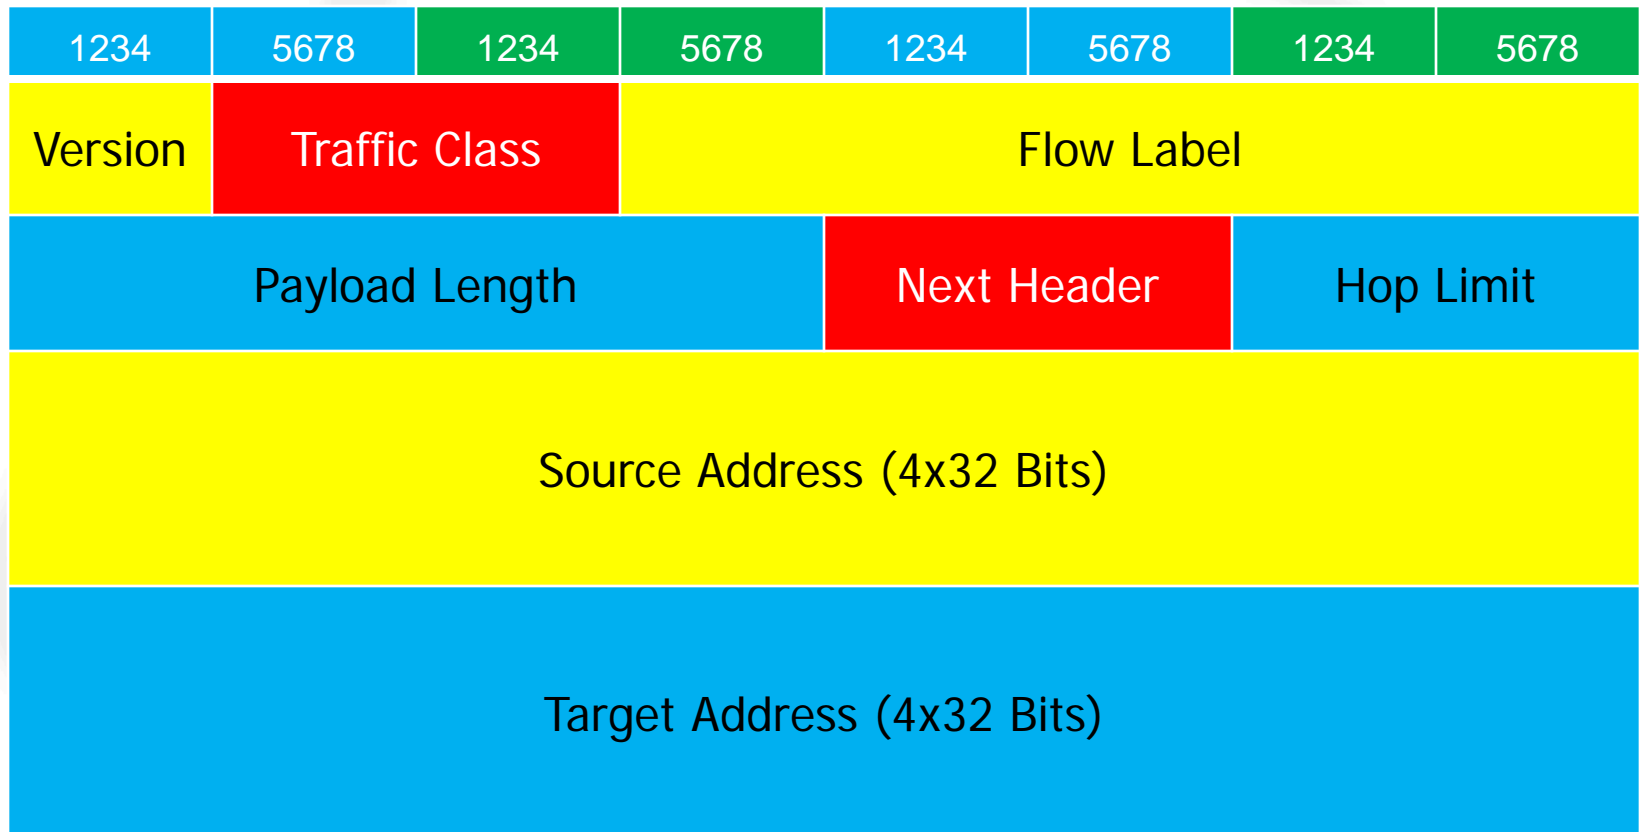 1234 5678 1234 5678 1234 5678 1234 5678
Version Traffic Class Flow Label
Payload Length Next Header Hop Limit
Source Address (4x32 Bits)
Target Address (4x32 Bits)